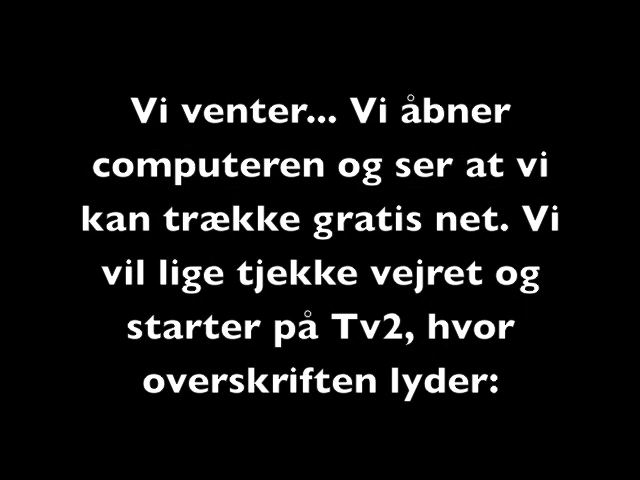 Vi venter... Vi åbner
computeren og ser at vi
kan trække gratis net. Vi
vil lige tjekke vejret og
starter på Tv2, hvor
overskriften lyder: